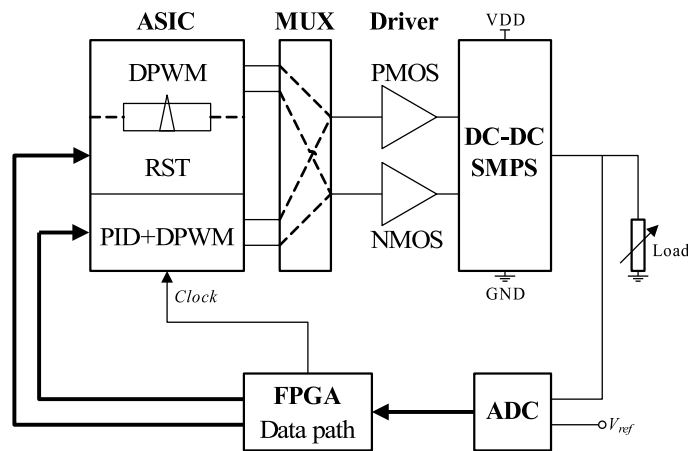 ASIC
MUX
Driver
VDD
DPWM
PMOS
RST
DC-DC
SMPS
PID+DPWM
NMOS
Load
GND
Clock
FPGA
Data path
ADC
Vref